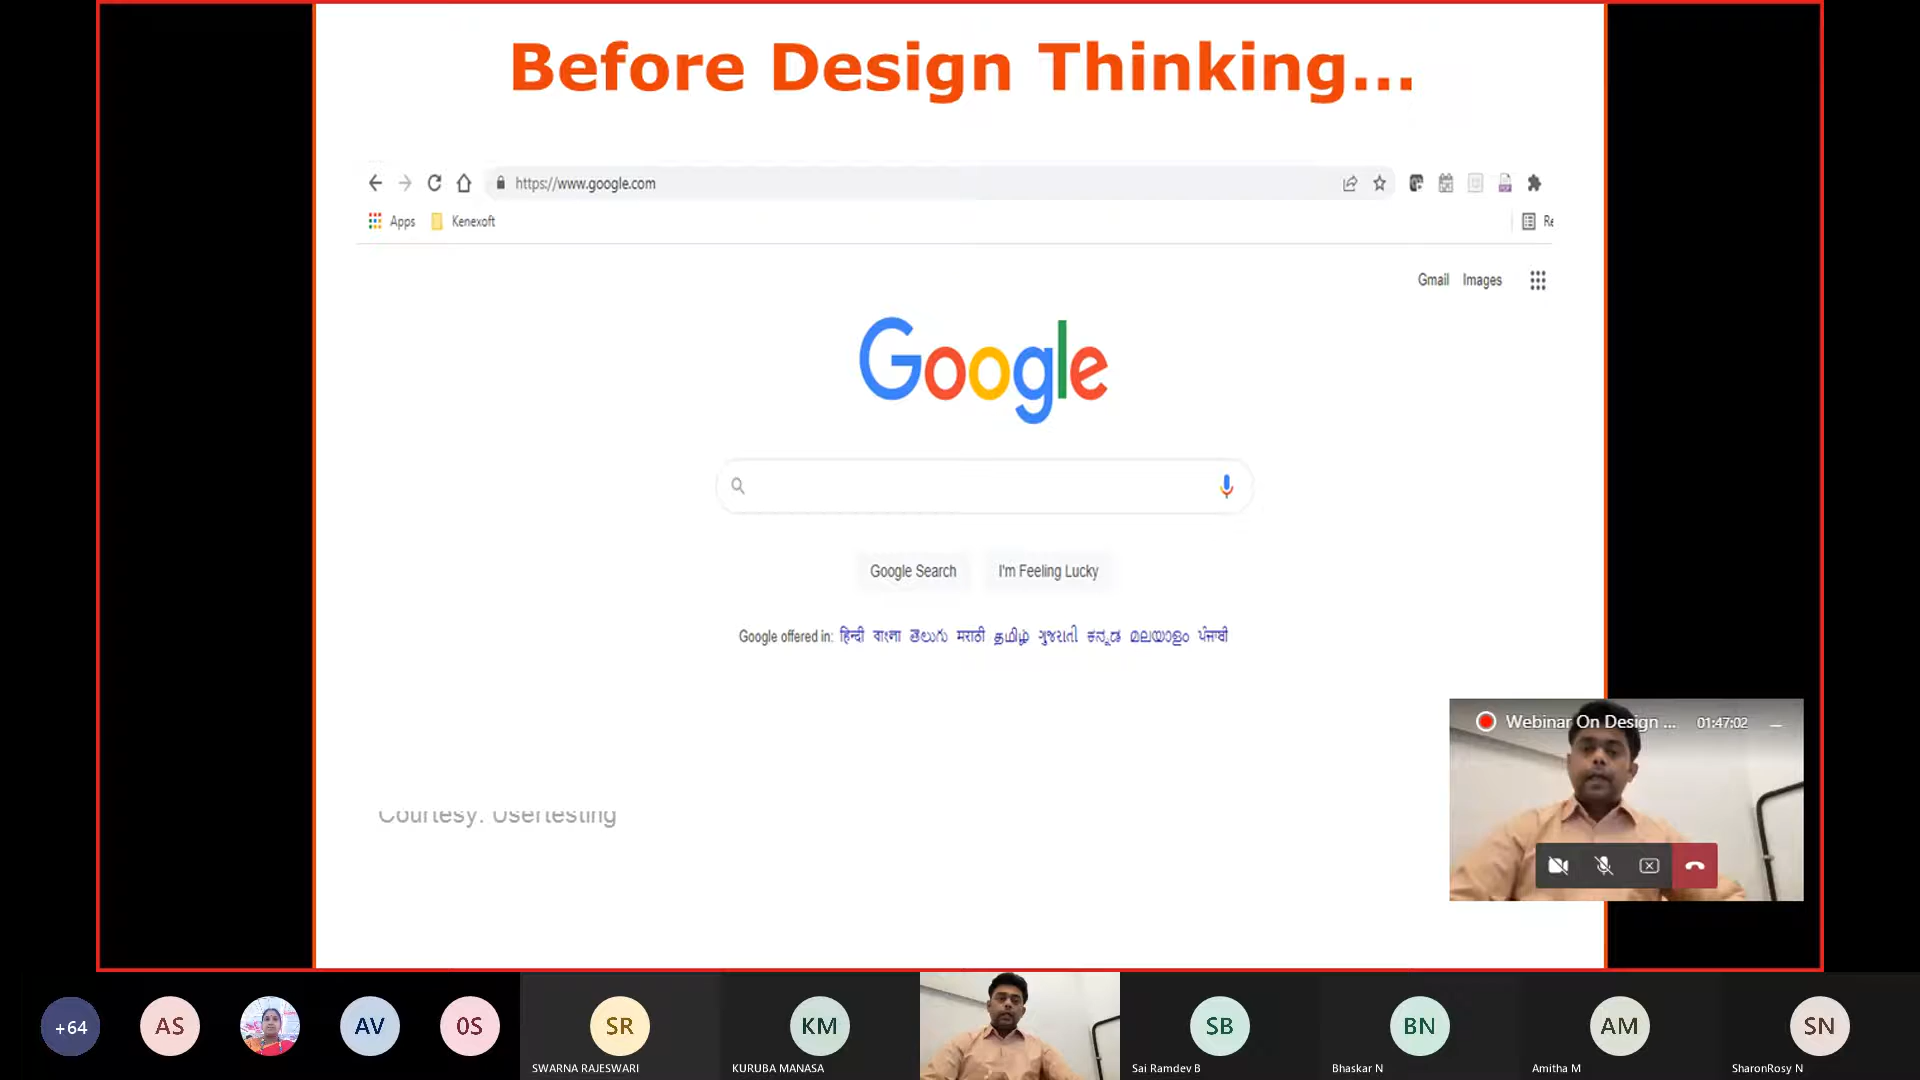 Before Design Thinking...
https://www.google.com
Apps Kenexoft
Gmail Images
Google
Google Search I'm Feeling Lucky
Google offered in: हिन्दी বাংলা తెలుగు मराठी தமிழ் ગુજરાતી ಕನ್ನಡ മലയാളം ਪੰਜਾਬੀ
Webinar On Design ... 01:47:02
Courtesy: Usertesting
+64 AS AV 0S SR KM SB BN AM SN
SWARNA RAJESWARI KURUBA MANASA Sai Ramdev B Bhaskar N Amitha M SharonRosy N